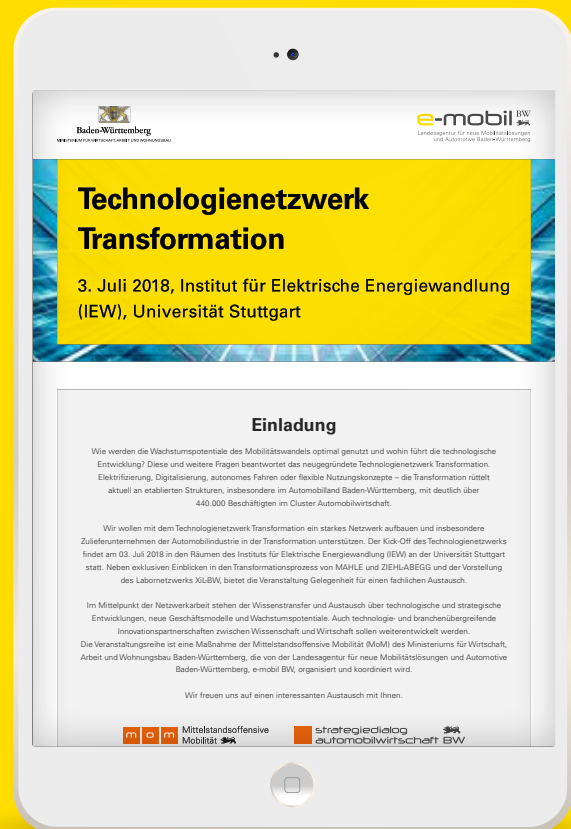 Baden-Württemberg
MINISTERIUM FÜR WIRTSCHAFT, ARBEIT UND WOHNUNGSBAU
e-mobil BW
Landesagentur für neue Mobilitätslösungen
und Automotive Baden-Württemberg
Technologienetzwerk
Transformation
3. Juli 2018, Institut für Elektrische Energiewandlung
(IEW), Universität Stuttgart
Einladung
Wie werden die Wachstumspotentiale des Mobilitätswandels optimal genutzt und wohin führt die technologische
Entwicklung? Diese und weitere Fragen beantwortet das neugegründete Technologienetzwerk Transformation.
Elektrifizierung, Digitalisierung, autonomes Fahren oder flexible Nutzungskonzepte – die Transformation rüttelt
aktuell an etablierten Strukturen, insbesondere im Automobilland Baden-Württemberg, mit deutlich über
440.000 Beschäftigten im Cluster Automobilwirtschaft.
Wir wollen mit dem Technologienetzwerk Transformation ein starkes Netzwerk aufbauen und insbesondere
Zulieferunternehmen der Automobilindustrie in der Transformation unterstützen. Der Kick-Off des Technologienetzwerks
findet am 03. Juli 2018 in den Räumen des Instituts für Elektrische Energiewandlung (IEW) an der Universität Stuttgart
statt. Neben exklusiven Einblicken in den Transformationsprozess von MAHLE und ZIEHL-ABEGG und der Vorstellung
des Labornetzwerks XiL-BW, bietet die Veranstaltung Gelegenheit für einen fachlichen Austausch.
Im Mittelpunkt der Netzwerkarbeit stehen der Wissenstransfer und Austausch über technologische und strategische
Entwicklungen, neue Geschäftsmodelle und Wachstumspotentiale. Auch technologie- und branchenübergreifende
Innovationspartnerschaften zwischen Wissenschaft und Wirtschaft sollen weiterentwickelt werden.
Die Veranstaltungsreihe ist eine Maßnahme der Mittelstandsoffensive Mobilität (MoM) des Ministeriums für Wirtschaft,
Arbeit und Wohnungsbau Baden-Württemberg, die von der Landesagentur für neue Mobilitätslösungen und Automotive
Baden-Württemberg, e-mobil BW, organisiert und koordiniert wird.
Wir freuen uns auf einen interessanten Austausch mit Ihnen.
m o m Mittelstandsoffensive
Mobilität
strategiedialog
automobilwirtschaft BW